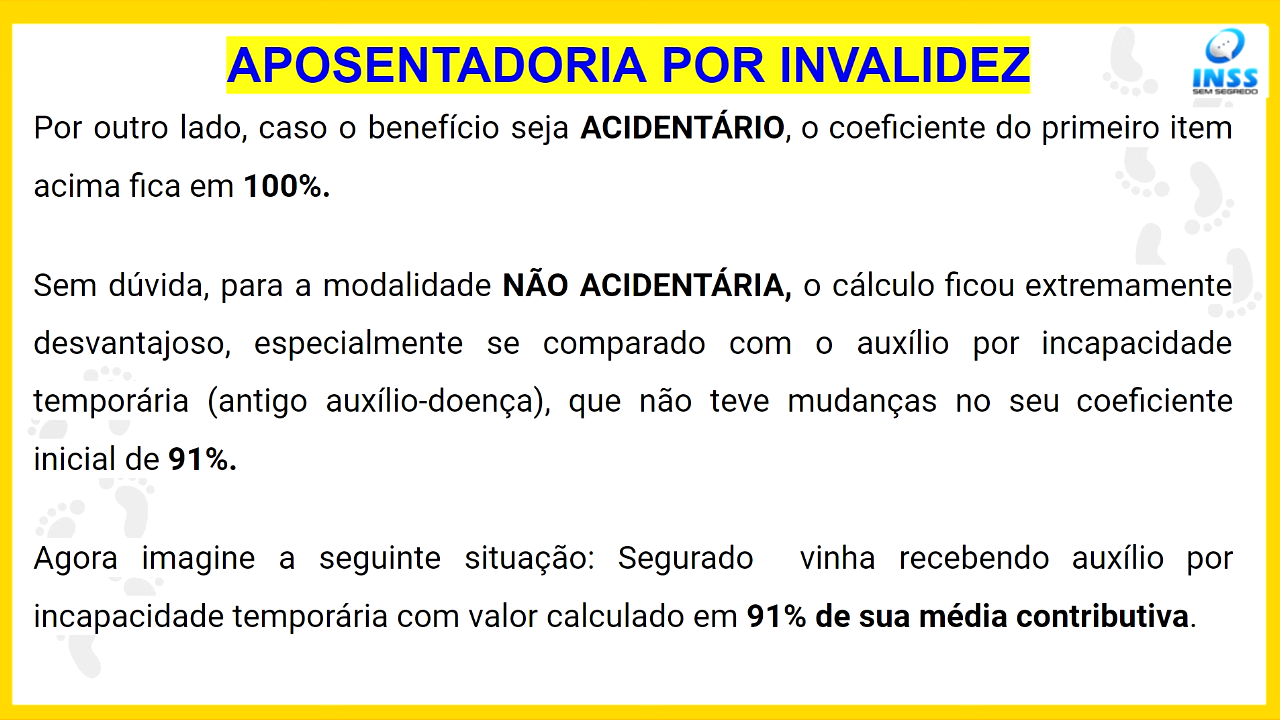 APOSENTADORIA POR INVALIDEZ
INSS
SEM SEGREDO
Por outro lado, caso o benefício seja ACIDENTÁRIO, o coeficiente do primeiro item
acima fica em 100%.
Sem dúvida, para a modalidade NÃO ACIDENTÁRIA, o cálculo ficou extremamente
desvantajoso, especialmente se comparado com o auxílio por incapacidade
temporária (antigo auxílio-doença), que não teve mudanças no seu coeficiente
inicial de 91%.
Agora imagine a seguinte situação: Segurado vinha recebendo auxílio por
incapacidade temporária com valor calculado em 91% de sua média contributiva.